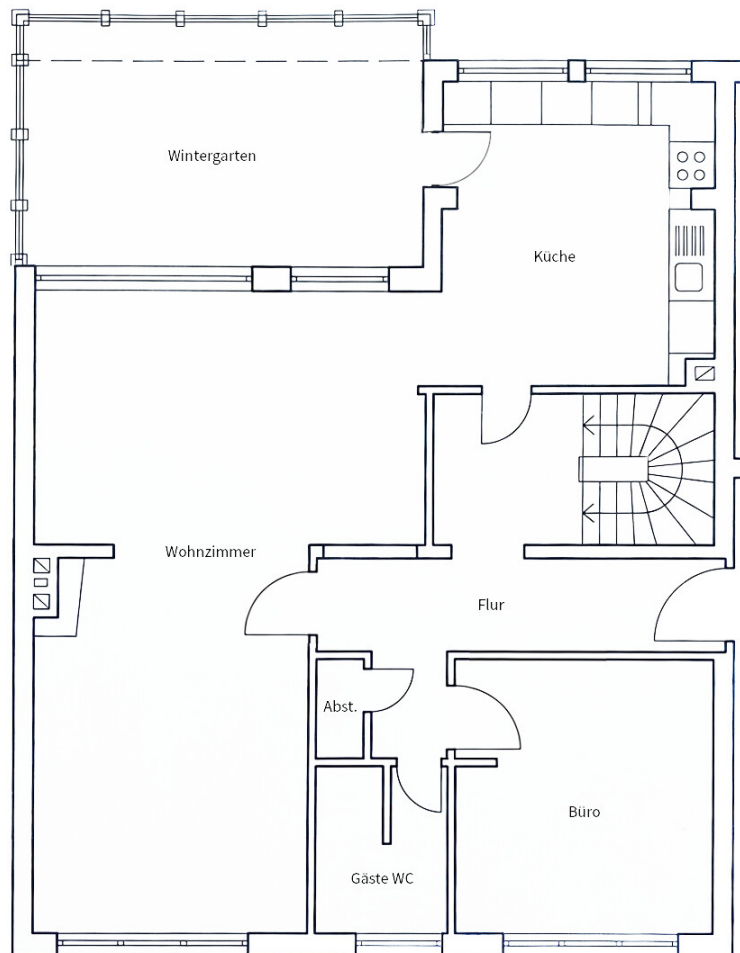 Wintergarten
Küche
Wohnzimmer
Flur
Abst.
Büro
Gäste WC